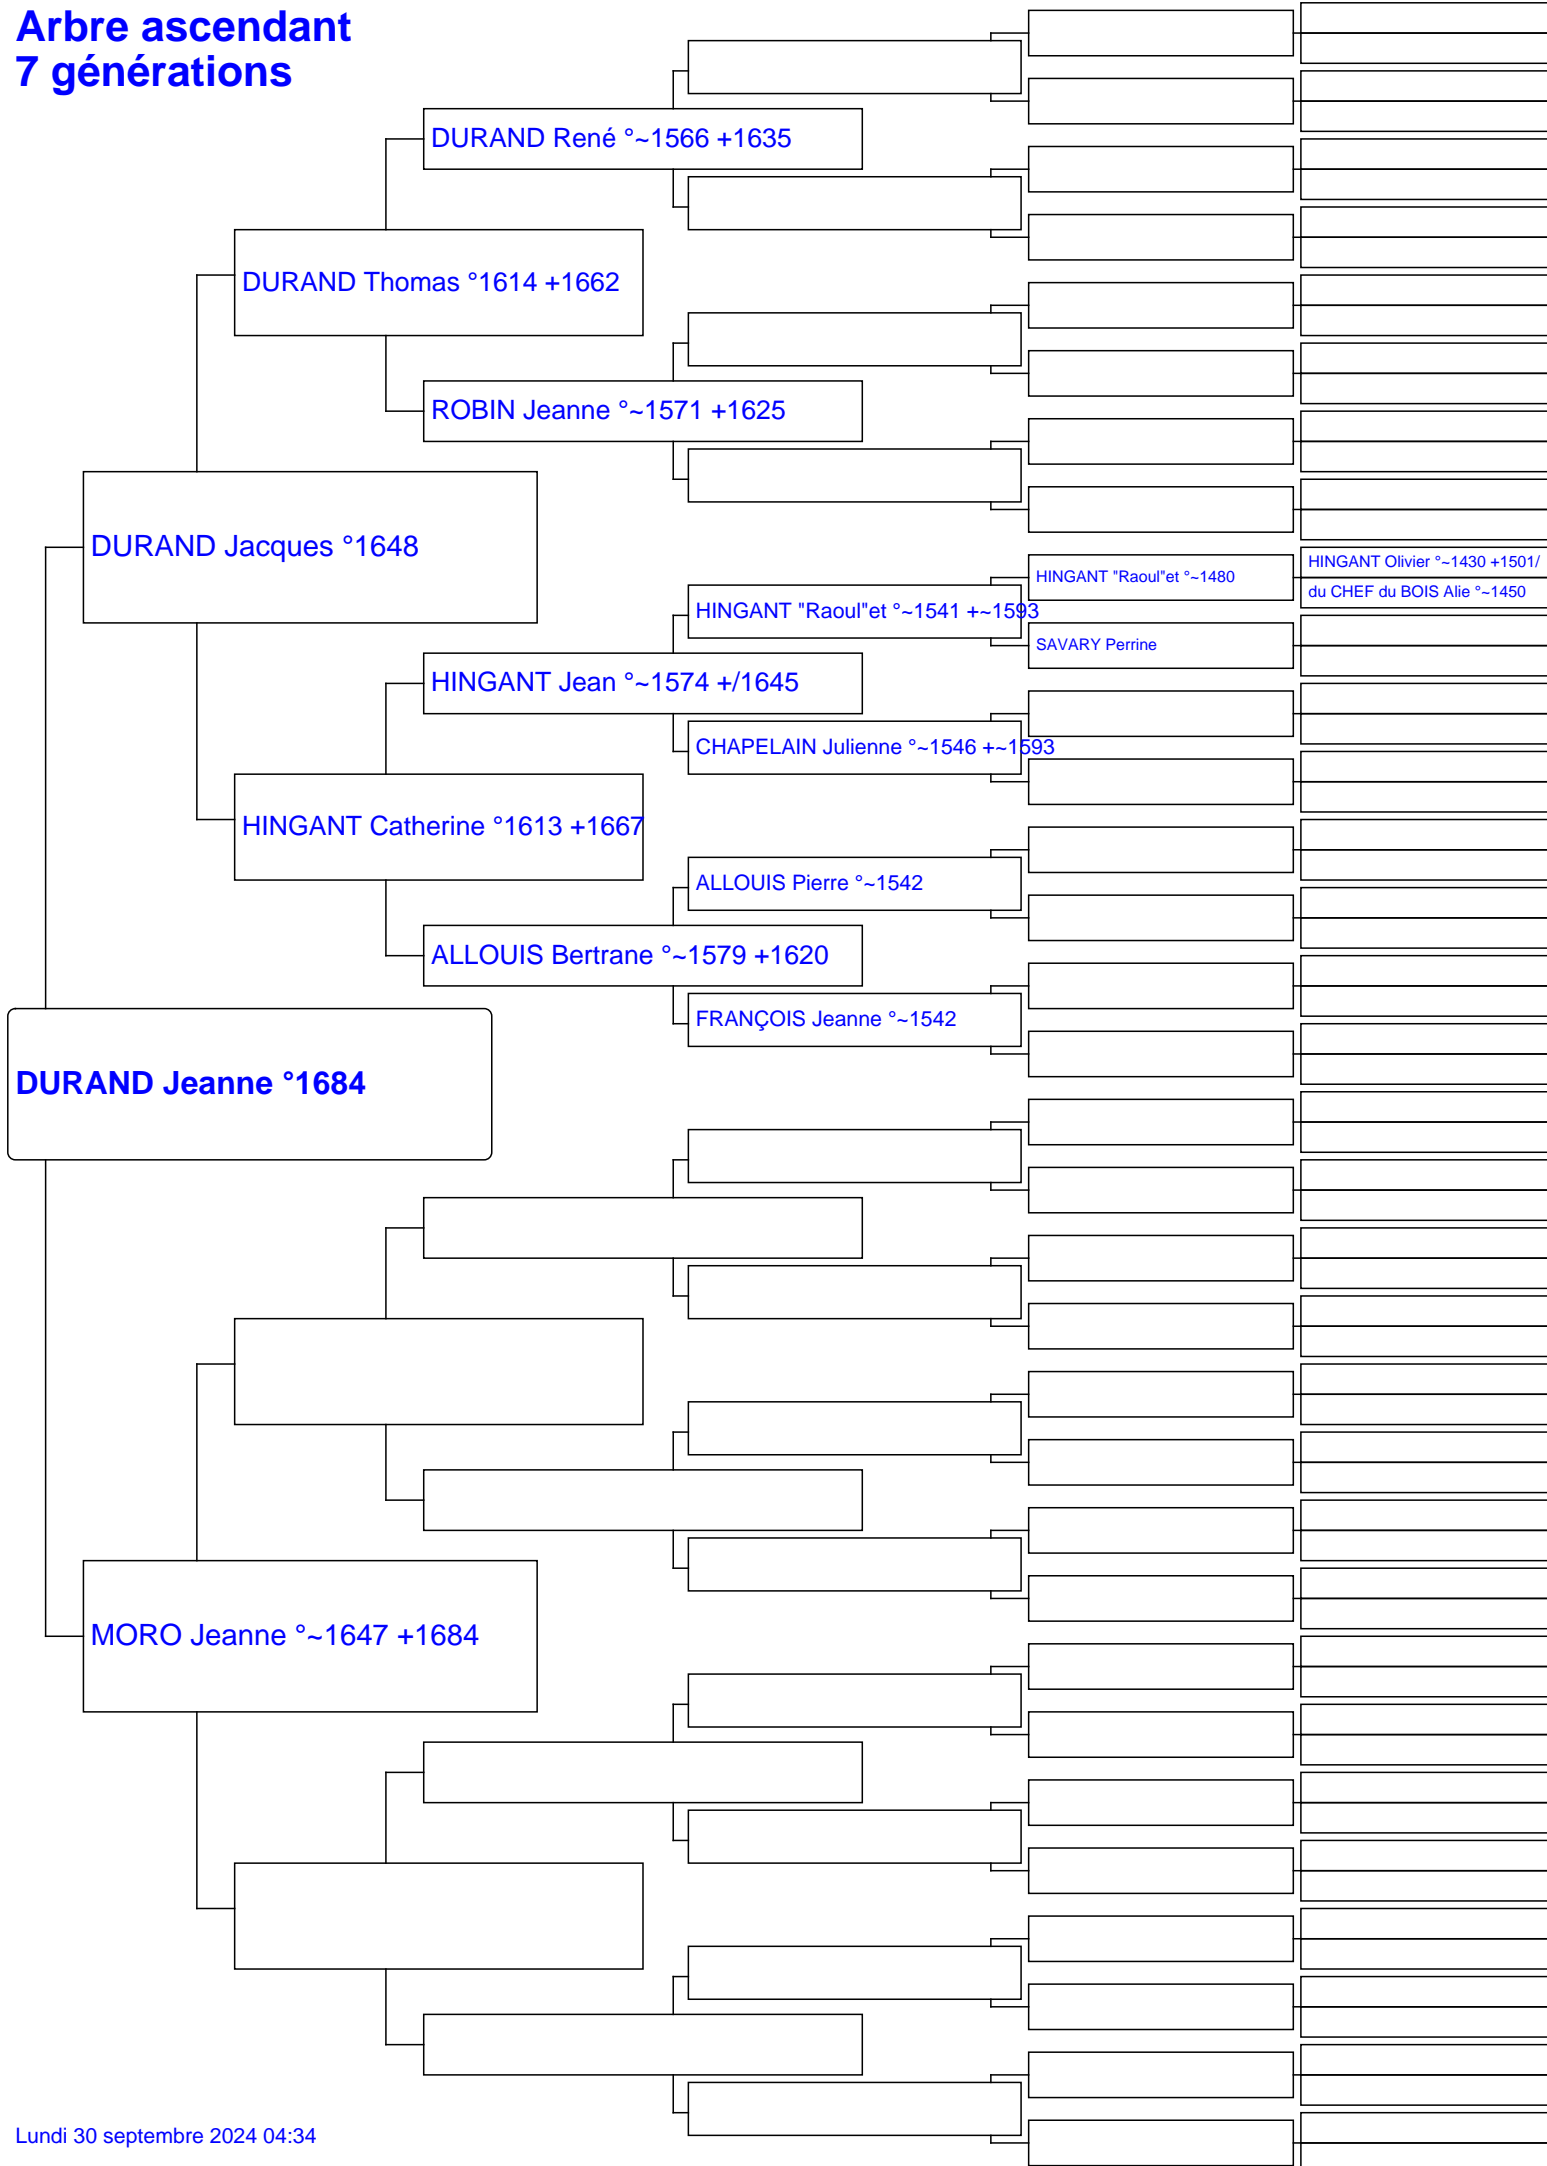 Arbre ascendant
7 générations
DURAND René °~1566 +1635
DURAND Thomas °1614 +1662
ROBIN Jeanne °~1571 +1625
DURAND Jacques °1648
HINGANT Olivier °~1430 +1501/
HINGANT "Raoul"et °~1480
du CHEF du BOIS Alie °~1450
HINGANT "Raoul"et °~1541 +~1593
SAVARY Perrine
HINGANT Jean °~1574 +/1645
CHAPELAIN Julienne °~1546 +~1593
HINGANT Catherine °1613 +1667
ALLOUIS Pierre °~1542
ALLOUIS Bertrane °~1579 +1620
FRANÇOIS Jeanne °~1542
DURAND Jeanne °1684
MORO Jeanne °~1647 +1684
Lundi 30 septembre 2024 04:34